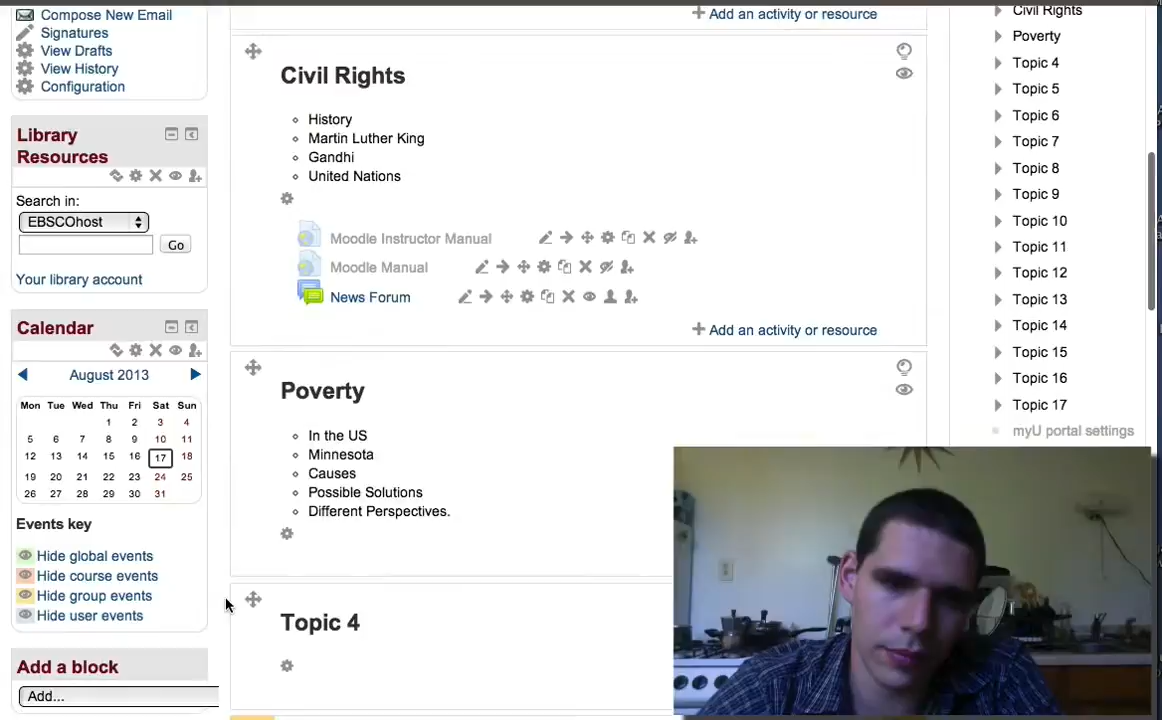 Compose New Email
Signatures
View Drafts
View History
Configuration
Library
Resources
Search in:
EBSCOhost
Go
Your library account
Calendar
August 2013
Mon Tue Wed Thu Fri Sat Sun
1 2 3 4
5 6 7 8 9 10 11
12 13 14 15 16 17 18
19 20 21 22 23 24 25
26 27 28 29 30 31
Events key
Hide global events
Hide course events
Hide group events
Hide user events
Add a block
Add...
Add an activity or resource
Civil Rights
History
Martin Luther King
Gandhi
United Nations
Moodle Instructor Manual
Moodle Manual
News Forum
Add an activity or resource
Poverty
In the US
Minnesota
Causes
Possible Solutions
Different Perspectives.
Topic 4
Civil Rights
Poverty
Topic 4
Topic 5
Topic 6
Topic 7
Topic 8
Topic 9
Topic 10
Topic 11
Topic 12
Topic 13
Topic 14
Topic 15
Topic 16
Topic 17
myU portal settings